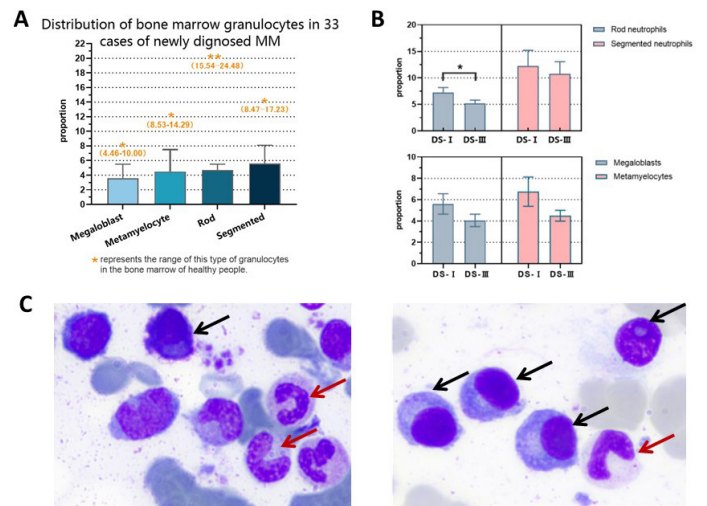 A
Distribution of bone marrow granulocytes in 33
cases of newly dignosed MM
proportion
22
20
18
16
14
12
10
8
6
4
2
0
**
(15.54-24.48)
*
(8.47-17.23)
*
(8.53-14.29)
*
(4.46-10.00)
Megaloblast
Metamyelocyte
Rod
Segmented
* represents the range of this type of granulocytes
in the bone marrow of healthy people.
B
proportion
20
15
10
5
0
*
DS-Ⅰ
DS-Ⅲ
DS-Ⅰ
DS-Ⅲ
Rod neutrophils
Segmented neutrophils
proportion
10
8
6
4
2
0
DS-Ⅰ
DS-Ⅲ
DS-Ⅰ
DS-Ⅲ
Megaloblasts
Metamyelocytes
C